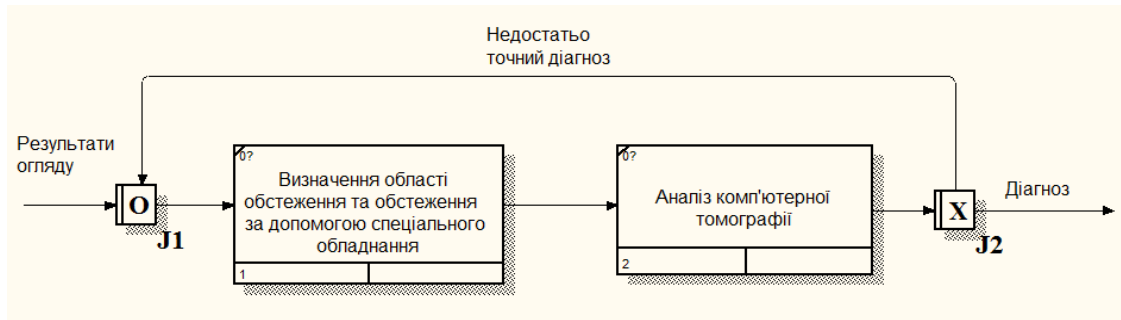 Недостатьо
точний діагноз
Результати
огляду
O
J1
0?
Визначення області
обстеження та обстеження
за допомогою спеціального
обладнання
1
0?
Аналіз комп'ютерної
томографії
2
X
J2
Діагноз